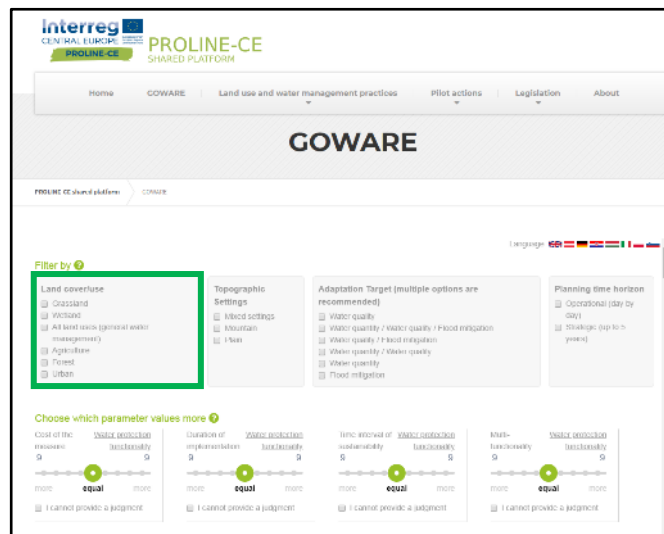 Interreg
CENTRAL EUROPE
PROLINE-CE
PROLINE-CE
SHARED PLATFORM
Home GOWARE Land use and water management practices Pilot actions Legislation About
GOWARE
PROLINE CE shared platform GOWARE
Language
Filter by
Land cover/use
Grassland
Wetland
All land uses (general water
management)
Agriculture
Forest
Urban
Topographic
Settings
Mixed settings
Mountain
Plain
Adaptation Target (multiple options are
recommended)
Water quality
Water quantity / Water quality / Flood mitigation
Water quality / Flood mitigation
Water quantity / Water quality
Water quantity
Flood mitigation
Planning time horizon
Operational (day by
day)
Strategic (up to 5
years)
Choose which parameter values more
Cost of the Water protection
measure functionality
9 9
more equal more
I cannot provide a judgment
Duration of Water protection
implementation functionality
9 9
more equal more
I cannot provide a judgment
Time interval of Water protection
sustainability functionality
9 9
more equal more
I cannot provide a judgment
Multi- Water protection
functionality functionality
9 9
more equal more
I cannot provide a judgment